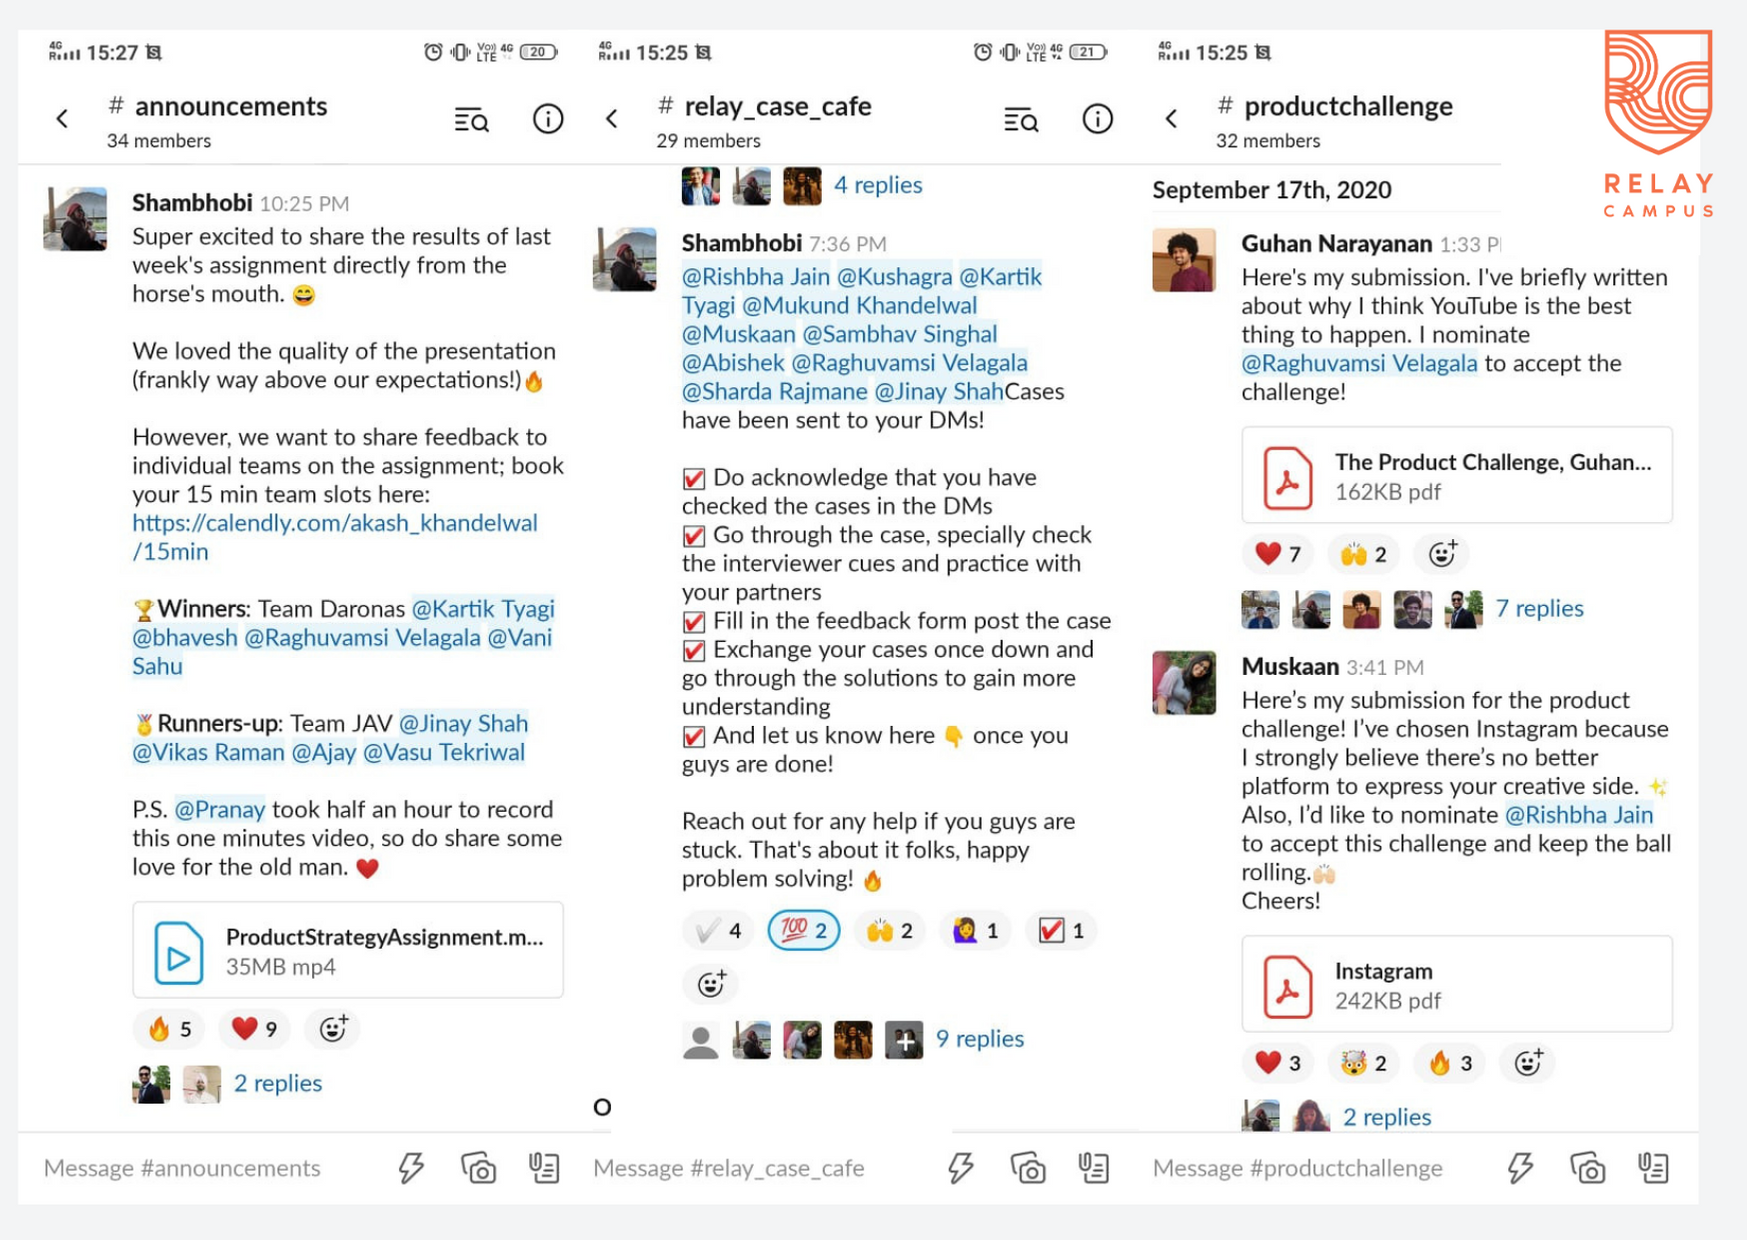 4G
R 15:27
Vo)) 4G
LTE
20
# announcements
34 members
Shambhobi 10:25 PM
Super excited to share the results of last
week's assignment directly from the
horse's mouth. 😄
We loved the quality of the presentation
(frankly way above our expectations!)🔥
However, we want to share feedback to
individual teams on the assignment; book
your 15 min team slots here:
https://calendly.com/akash_khandelwal
/15min
🏆Winners: Team Daronas @Kartik Tyagi
@bhavesh @Raghuvamsi Velagala @Vani
Sahu
🏅Runners-up: Team JAV @Jinay Shah
@Vikas Raman @Ajay @Vasu Tekriwal
P.S. @Pranay took half an hour to record
this one minutes video, so do share some
love for the old man. ❤️
ProductStrategyAssignment.m...
35MB mp4
🔥 5 ❤️ 9
2 replies
Message #announcements
4G
R 15:25
Vo)) 4G
LTE
21
# relay_case_cafe
29 members
4 replies
Shambhobi 7:36 PM
@Rishbha Jain @Kushagra @Kartik
Tyagi @Mukund Khandelwal
@Muskaan @Sambhav Singhal
@Abishek @Raghuvamsi Velagala
@Sharda Rajmane @Jinay ShahCases
have been sent to your DMs!
☑️ Do acknowledge that you have
checked the cases in the DMs
☑️ Go through the case, specially check
the interviewer cues and practice with
your partners
☑️ Fill in the feedback form post the case
☑️ Exchange your cases once down and
go through the solutions to gain more
understanding
☑️ And let us know here 👇 once you
guys are done!
Reach out for any help if you guys are
stuck. That's about it folks, happy
problem solving! 🔥
✔️ 4 💯 2 🙌 2 🙋‍♀️ 1 ☑️ 1
9 replies
O
Message #relay_case_cafe
4G
R 15:25
# productchallenge
32 members
September 17th, 2020
Guhan Narayanan 1:33 P
Here's my submission. I've briefly written
about why I think YouTube is the best
thing to happen. I nominate
@Raghuvamsi Velagala to accept the
challenge!
The Product Challenge, Guhan...
162KB pdf
❤️ 7 🙌 2
7 replies
Muskaan 3:41 PM
Here’s my submission for the product
challenge! I’ve chosen Instagram because
I strongly believe there’s no better
platform to express your creative side. ✨
Also, I’d like to nominate @Rishbha Jain
to accept this challenge and keep the ball
rolling.🙌🏻
Cheers!
Instagram
242KB pdf
❤️ 3 🤯 2 🔥 3
2 replies
Message #productchallenge
RELAY
CAMPUS